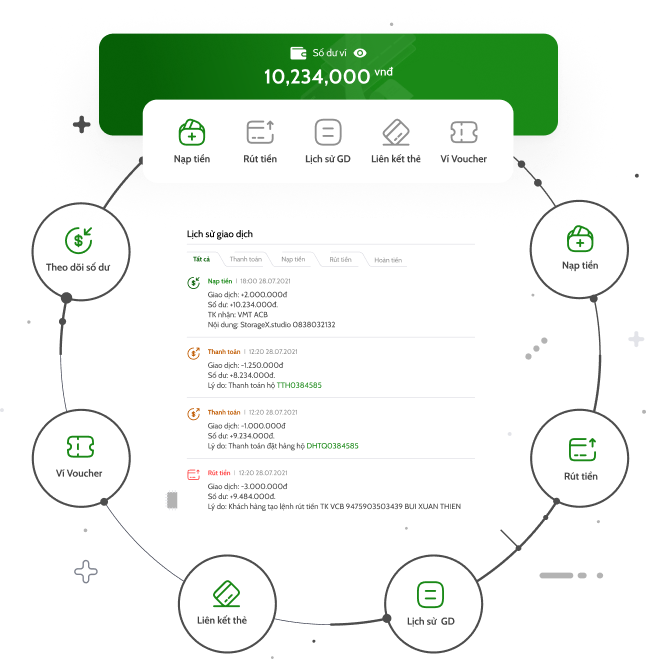 Số dư ví
10,234,000 vnđ
Nạp tiền
Rút tiền
Lịch sử GD
Liên kết thẻ
Ví Voucher
Theo dõi số dư
Nạp tiền
Lịch sử giao dịch
Tất cả
Thanh toán
Nạp tiền
Rút tiền
Hoàn tiền
Nạp tiền | 18:00 28.07.2021
Giao dịch: +2.000.000đ
Số dư: +10.234.000đ.
TK nhận: VMT ACB
Nội dung: StorageX.studio 0838032132
Thanh toán | 12:20 28.07.2021
Giao dịch: -1.250.000đ
Số dư: +8.234.000đ.
Lý do: Thanh toán hộ TTH0384585
Thanh toán | 12:20 28.07.2021
Giao dịch: -1.000.000đ
Số dư: +9.234.000đ.
Lý do: Thanh toán đặt hàng hộ DHTQ384585
Rút tiền | 12:20 28.07.2021
Giao dịch: -3.000.000đ
Số dư: +9.484.000đ.
Lý do: Khách hàng tạo lệnh rút tiền TK VCB 9475903503439 BUI XUAN THIEN
Ví Voucher
Rút tiền
Liên kết thẻ
Lịch sử GD